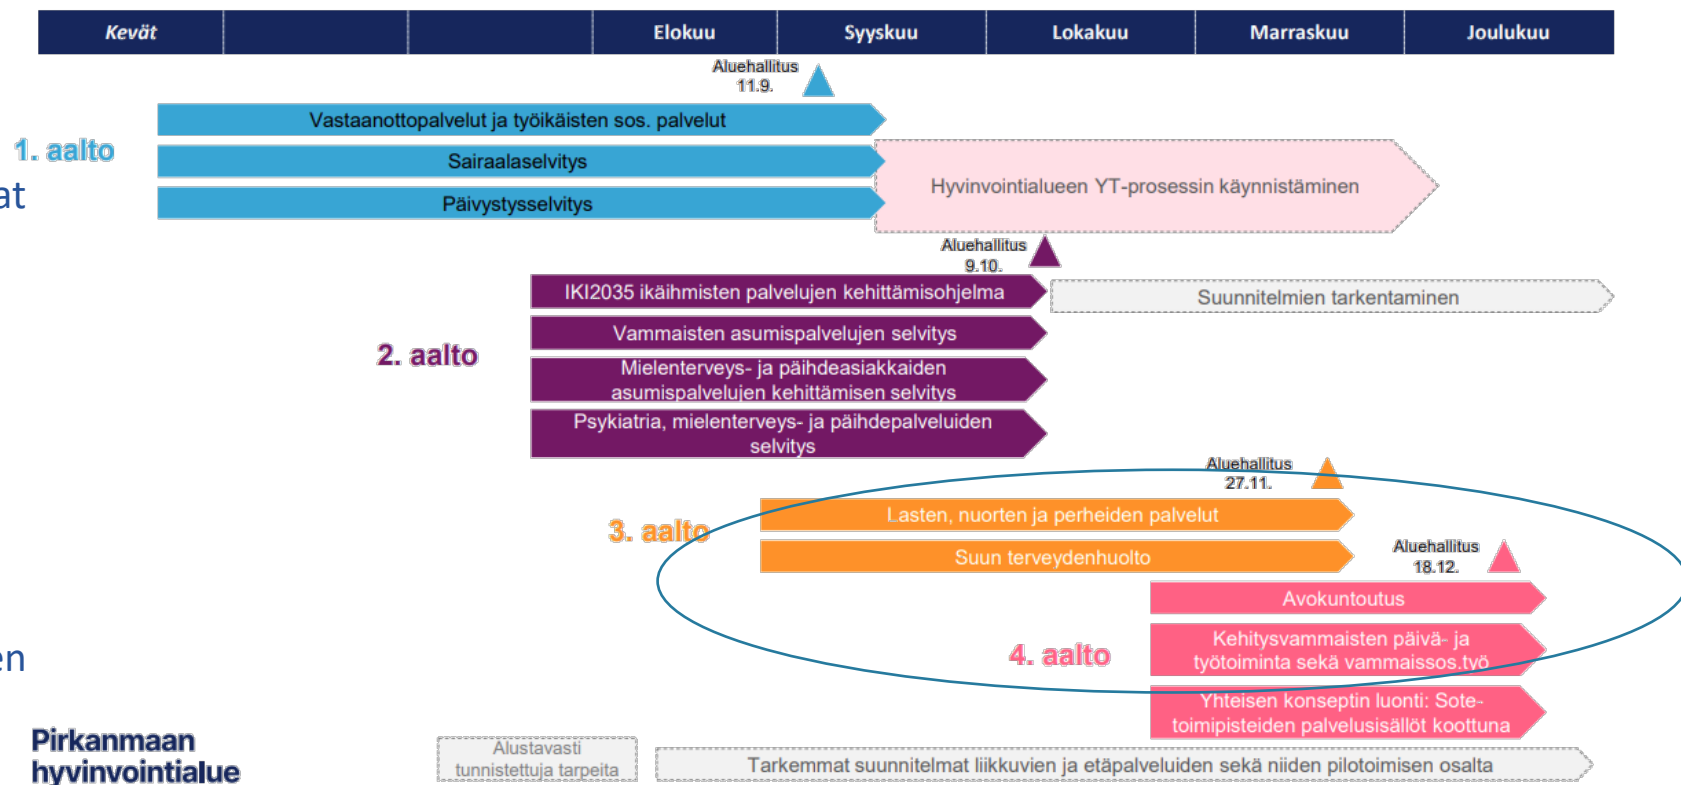 Kevät
Elokuu
Syyskuu
Lokakuu
Marraskuu
Joulukuu
Aluehallitus
11.9.
Vastaanottopalvelut ja työikäisten sos. palvelut
1. aalto
Sairaalaselvitys
at
Päivystysselvitys
Hyvinvointialueen YT-prosessin käynnistäminen
Aluehallitus
9.10.
IKI2035 ikäihmisten palvelujen kehittämisohjelma
Suunnitelmien tarkentaminen
Vammaisten asumispalvelujen selvitys
2. aalto
Mielenterveys- ja päihdeasiakkaiden
asumispalvelujen kehittämisen selvitys
Psykiatria, mielenterveys- ja päihdepalveluiden
selvitys
Aluehallitus
27.11.
Lasten, nuorten ja perheiden palvelut
3. aalto
Suun terveydenhuolto
Aluehallitus
18.12.
Avokuntoutus
4. aalto
Kehitysvammaisten päivä- ja
työtoiminta sekä vammaissos.työ
en
Yhteisen konseptin luonti: Sote-
toimipisteiden palvelusisällöt koottuna
Pirkanmaan
hyvinvointialue
Alustavasti
tunnistettuja tarpeita
Tarkemmat suunnitelmat liikkuvien ja etäpalveluiden sekä niiden pilotoimisen osalta